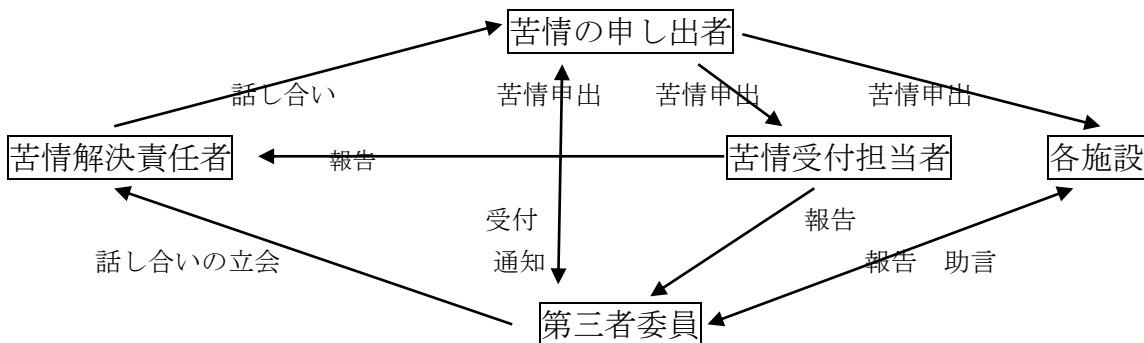 苦情の申し出者
話し合い
苦情申出
苦情申出
苦情申出
苦情解決責任者
報告
苦情受付担当者
各施設
受付
報告
話し合いの立会
通知
報告　助言
第三者委員